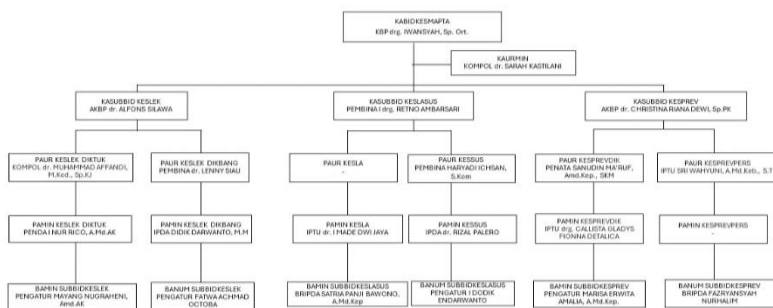 KABIDKESMAPTA
KBP drg. IWANSYAH, Sp. Ort.
KAURMIN
KOMPOL dr. SARAH KASTILANI
KASUBBID KESLEK
AKBP dr. ALFONS SILAWA
KASUBBID KESLASUS
PEMBINA I drg. RETNO AMBARSARI
KASUBBID KESPREV
AKBP dr. CHRISTINA RIANA DEWI, Sp.PK
PAUR KESLEK DIKTUK
KOMPOL dr. MUHAMMAD AFFANDI,
M.Ked., Sp.KJ
PAUR KESLEK DIKBANG
PEMBINA dr. LENNY SIAU
PAUR KESLA
-
PAUR KESSUS
PEMBINA HARYADI ICHSAN,
S.Kom
PAUR KESPREVDIK
PENATA SANUDIN MA'RUF,
Amd.Kep., SKM
PAUR KESPREVPERS
IPTU SRI WAHYUNI, A.Md.Keb., S.T
PAMIN KESLEK DIKTUK
PENDA I NUR RICO, A.Md.AK
PAMIN KESLEK DIKBANG
IPDA DIDIK DARWANTO, M.M
PAMIN KESLA
IPTU dr. I MADE DWI JAYA
PAMIN KESSUS
IPDA dr. RIZAL PALERO
PAMIN KESPREVDIK
IPTU drg. CALLISTA GLADYS
FIONNA DETALICA
PAMIN KESPREVPERS
-
BAMIN SUBBIDKESLEK
PENGATUR MAYANG NUGRAHENI,
Amd.AK
BANUM SUBBIDKESLEK
PENGATUR FATWA ACHMAD
OCTOBA
BAMIN SUBBIDKESLASUS
BRIPDA SATRIA PANJI BAWONO,
A.Md.Kep
BANUM SUBBIDKESLASUS
PENGATUR I DODIK
ENDARWANTO
BAMIN SUBBIDKESPREV
PENGATUR MARISA ERWITA
AMALIA, A.Md.Kep.
BANUM SUBBIDKESPREV
BRIPDA FAZRYANSYAH
NURHALIM